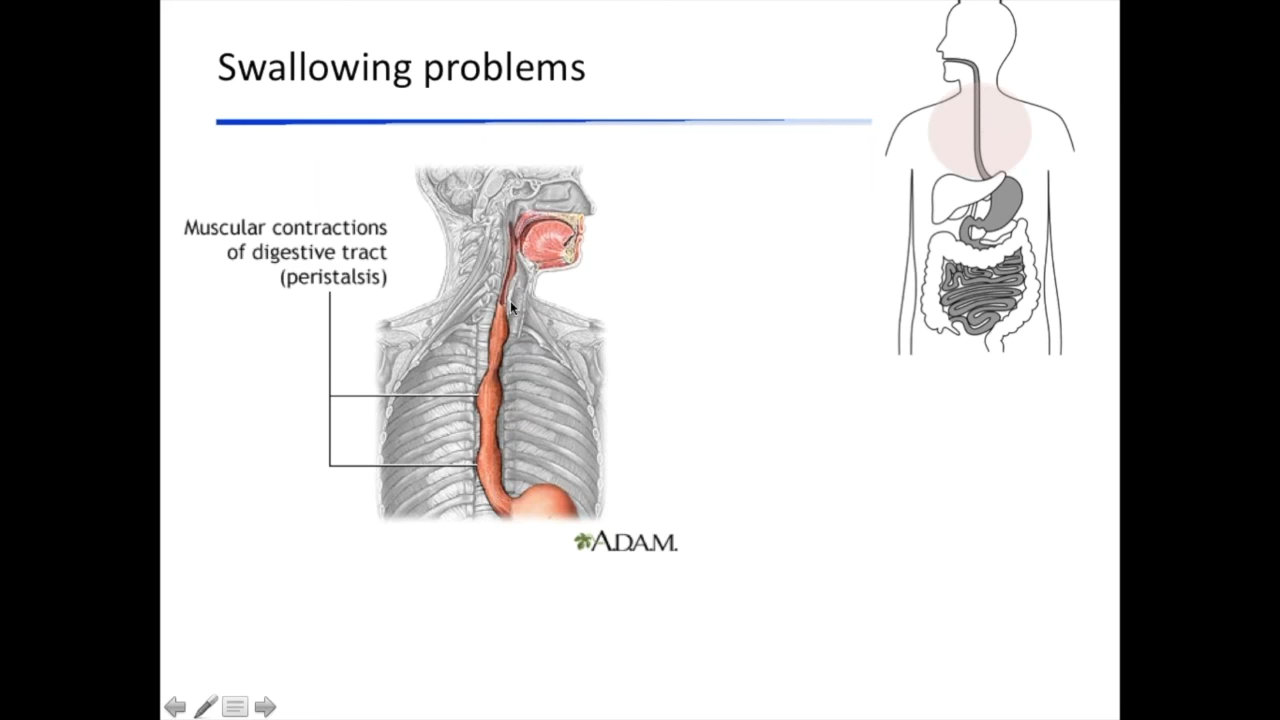 Swallowing problems
Muscular contractions
of digestive tract
(peristalsis)
A.D.A.M.